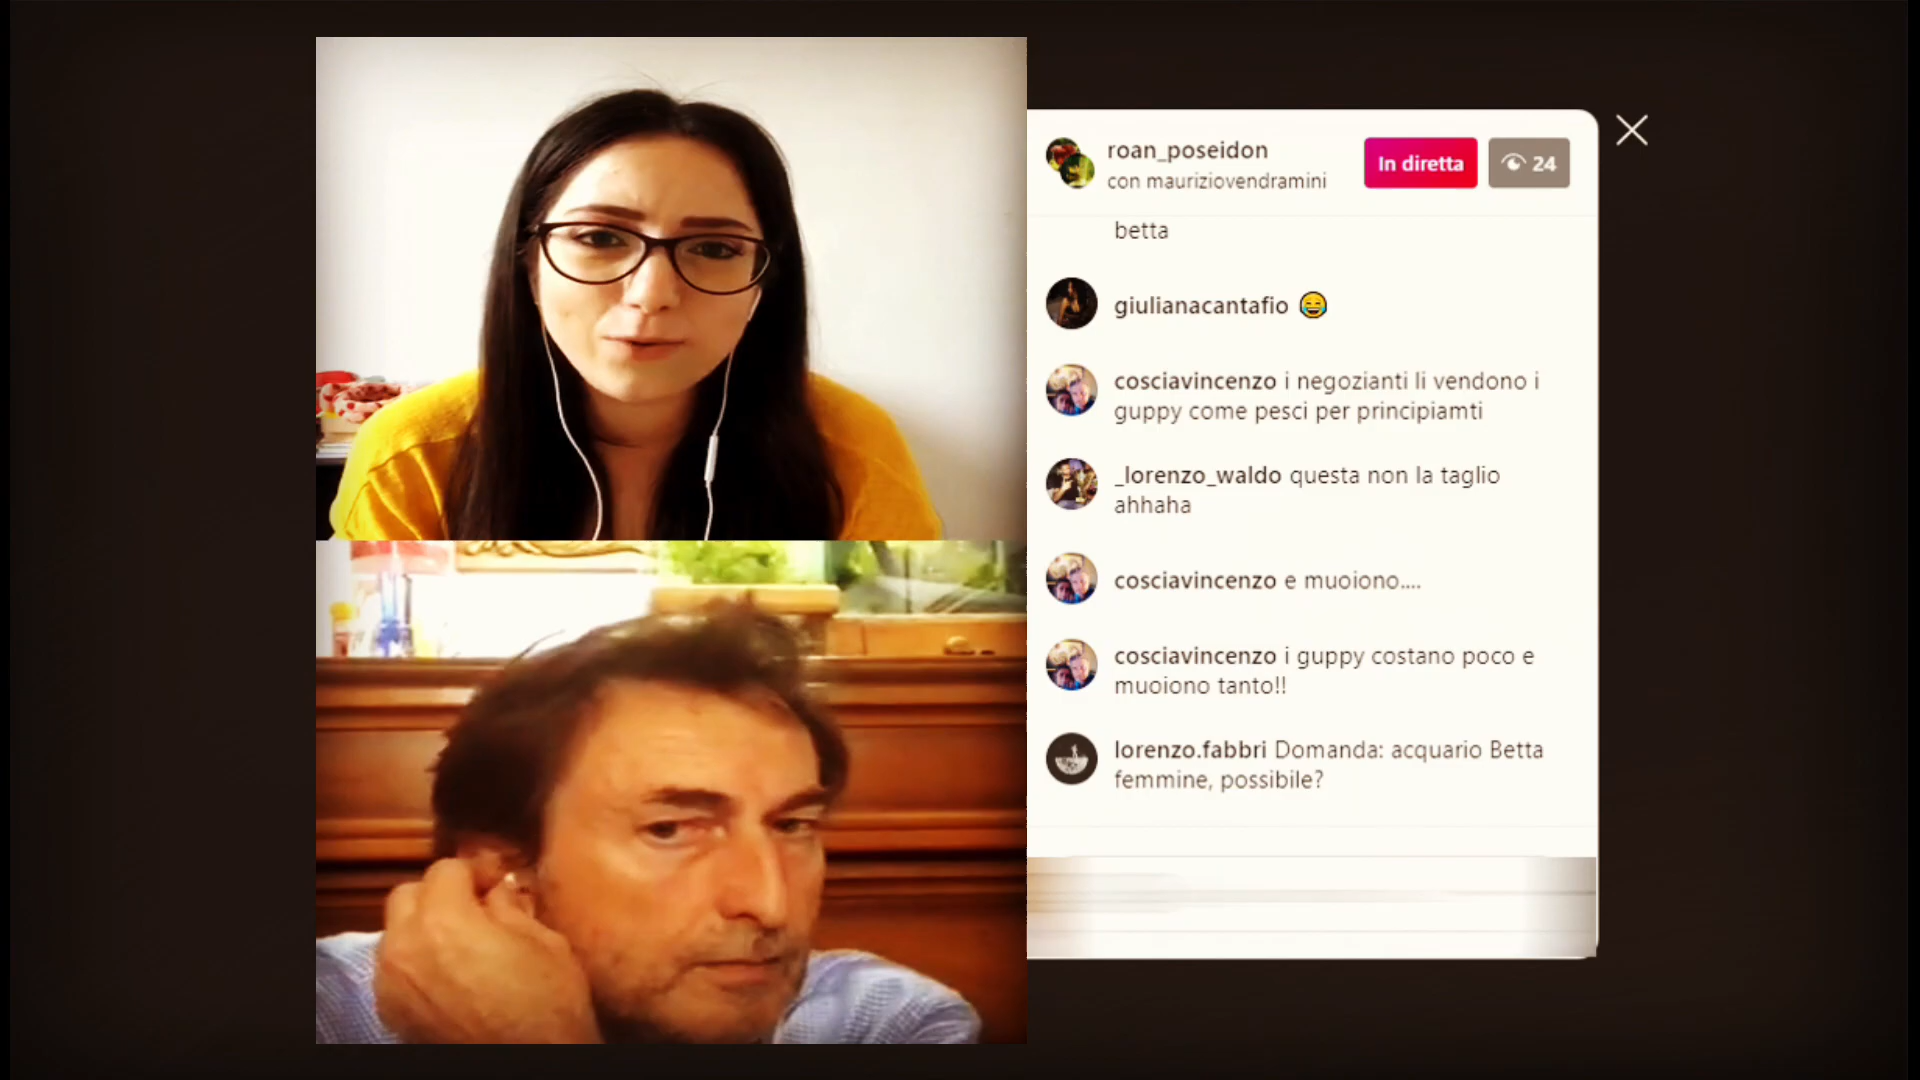 roan_poseidon
con mauriziovendramini
In diretta
24
betta
giulianacantafio 😂
cosciavincenzo i negozianti li vendono i
guppy come pesci per principiamti
_lorenzo_waldo questa non la taglio
ahhaha
cosciavincenzo e muoiono....
cosciavincenzo i guppy costano poco e
muoiono tanto!!
lorenzo.fabbri Domanda: acquario Betta
femmine, possibile?